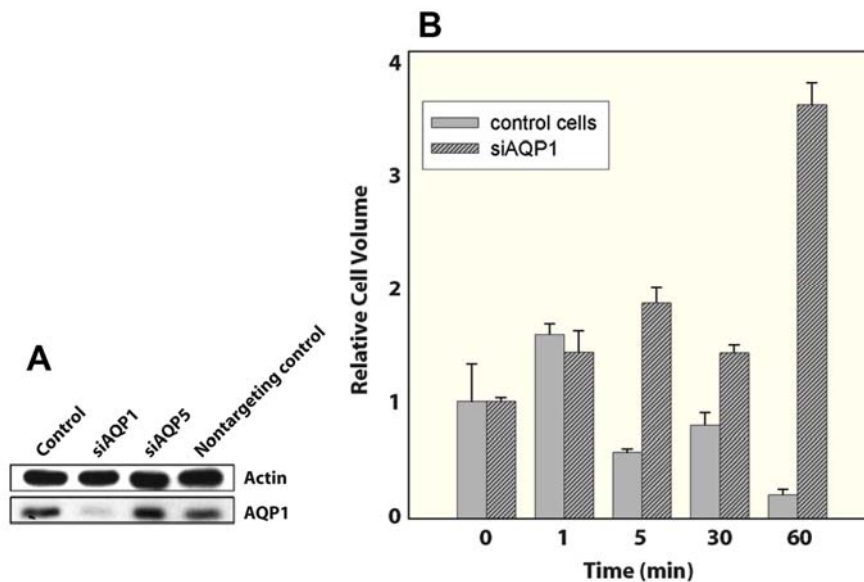 A
Control
siAQP1
siAQP5
Nontargeting control
Actin
AQP1
B
Relative Cell Volume
4
3
2
1
0
control cells
siAQP1
0 1 5 30 60
Time (min)